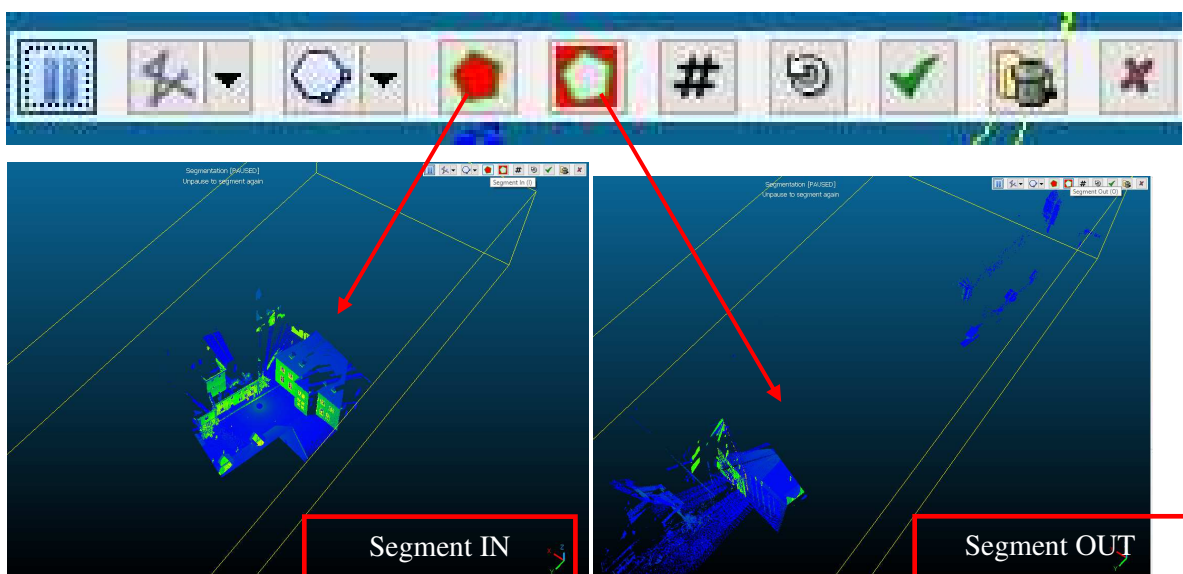 #
Segmentation [PAUSED]
Unpause to segment again
#
Segment In (I)
Segment IN
X
Z
Y
Segmentation [PAUSED]
Unpause to segment again
#
Segment Out (O)
Segment OUT
Y